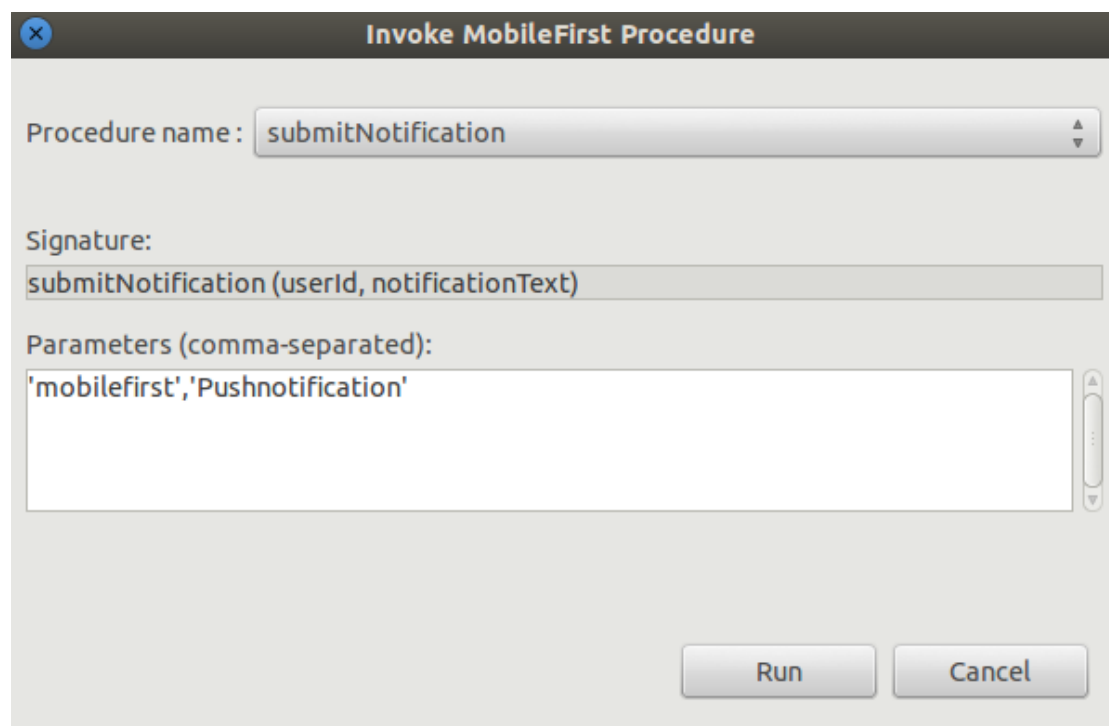 Invoke MobileFirst Procedure
Procedure name : submitNotification
Signature:
submitNotification (userId, notificationText)
Parameters (comma-separated):
'mobilefirst','Pushnotification'
Run Cancel